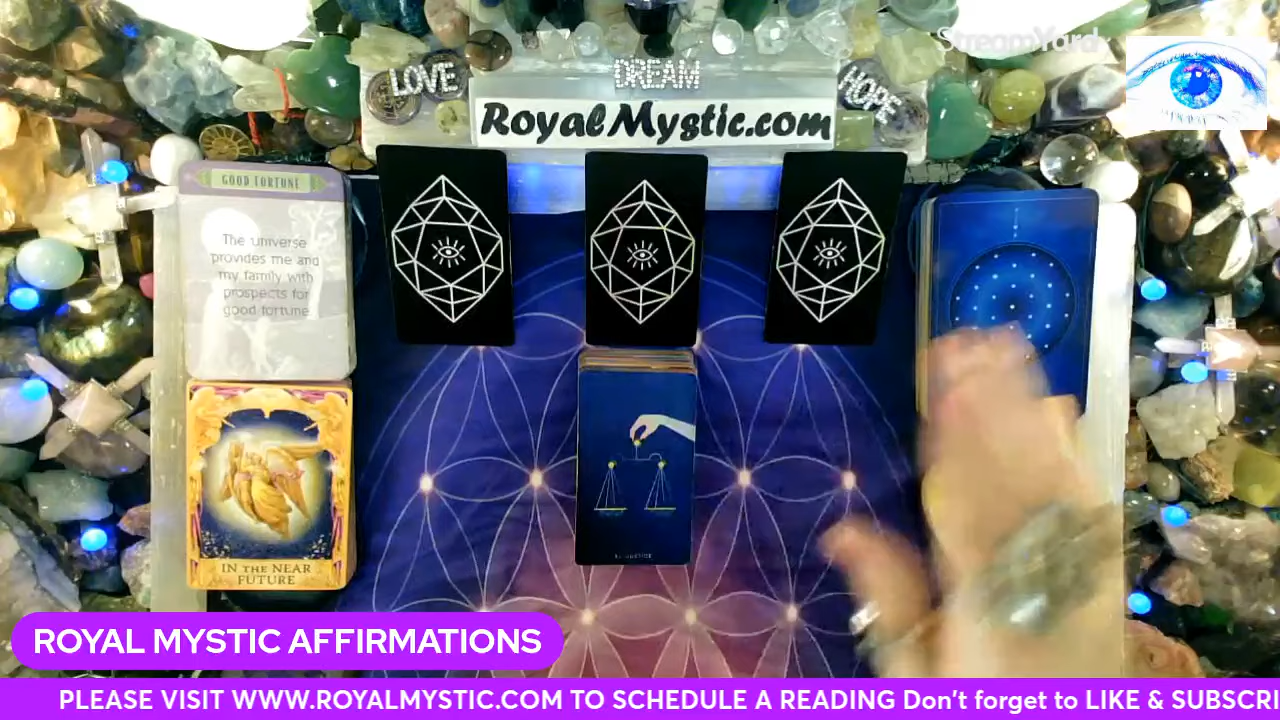 StreamYard
LOVE
DREAM
HOPE
RoyalMystic.com
GOOD FORTUNE
The universe
provides me and
my family with
prospects for
good fortune.
IN THE NEAR
FUTURE
ROYAL MYSTIC AFFIRMATIONS
PLEASE VISIT WWW.ROYALMYSTIC.COM TO SCHEDULE A READING Don't forget to LIKE & SUBSCRI